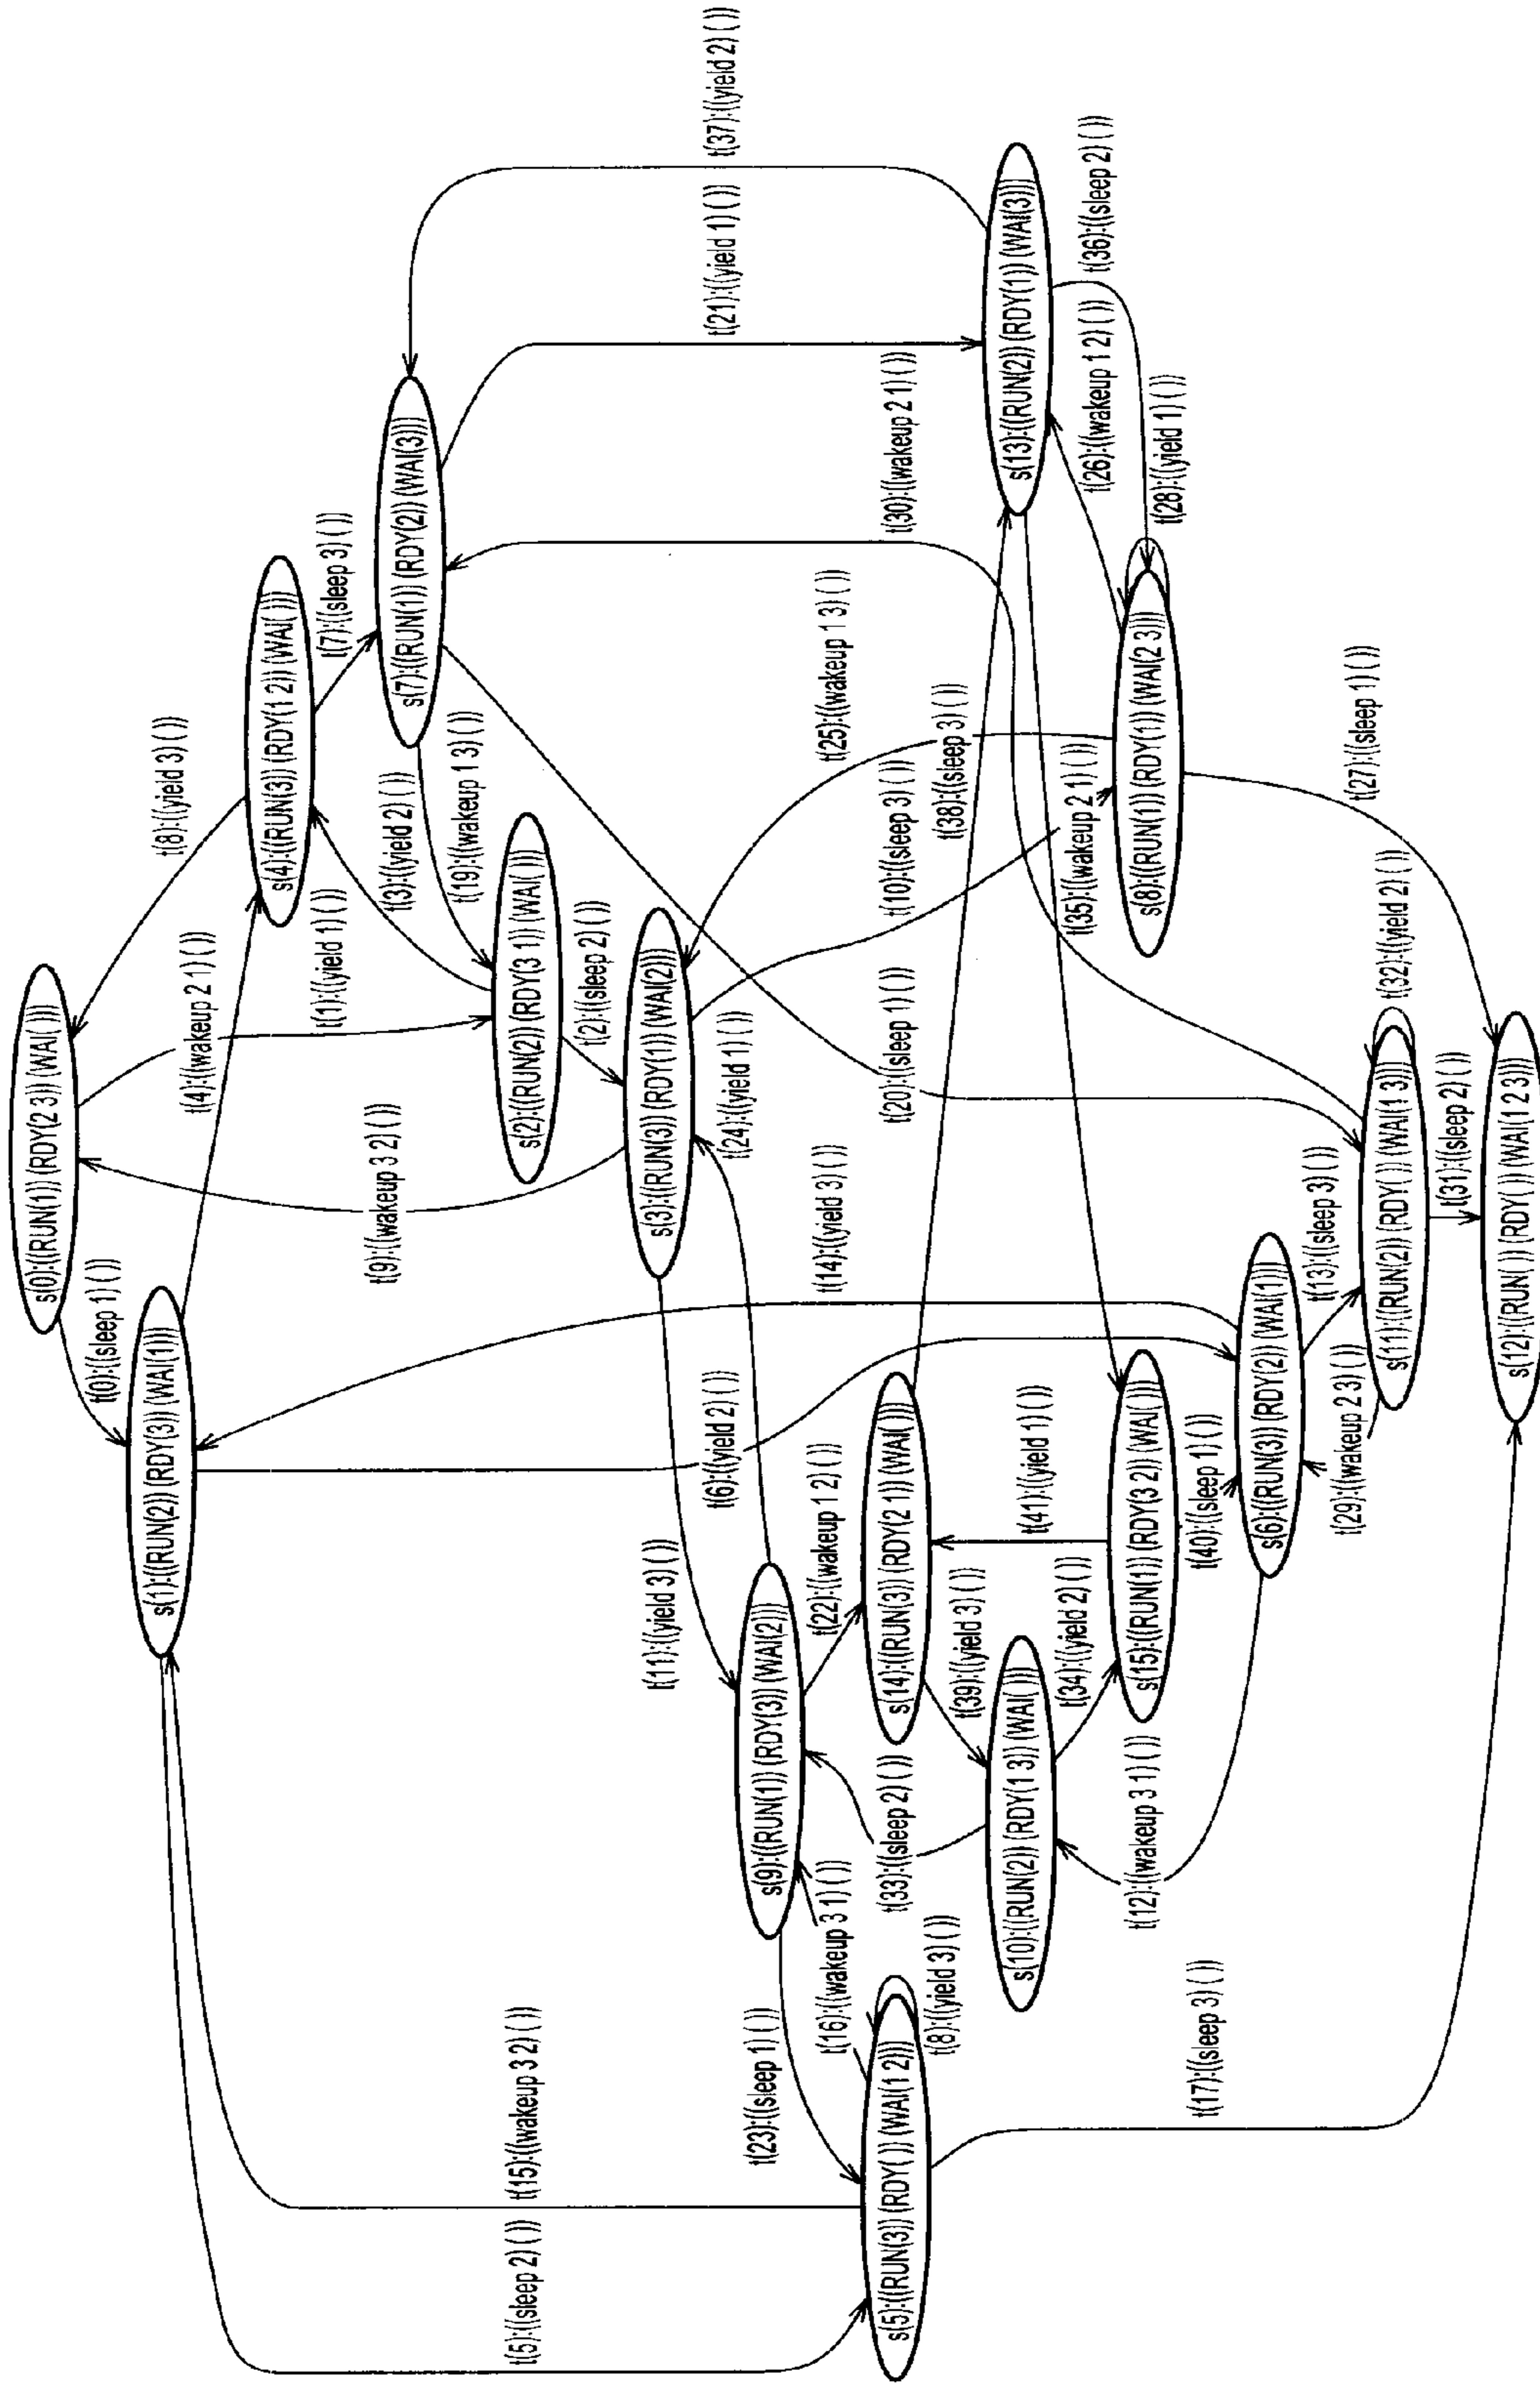 s(0):((RUN(1)) (RDY(2 3)) (WAI( )))
t(0):((sleep 1) ( ))
s(1):((RUN(2)) (RDY(3)) (WAI(1)))
t(8):((yield 3) ( ))
t(4):((wakeup 2 1) ( ))
s(4):((RUN(3)) (RDY(1 2)) (WAI( )))
t(1):((yield 1) ( ))
t(7):((sleep 3) ( ))
t(9):((wakeup 3 2) ( ))
s(7):((RUN(1)) (RDY(2)) (WAI(3)))
t(3):((yield 2) ( ))
t(19):((wakeup 1 3) ( ))
s(2):((RUN(2)) (RDY(3 1)) (WAI( )))
t(5):((sleep 2) ( ))
t(15):((wakeup 3 2) ( ))
t(2):((sleep 2) ( ))
s(3):((RUN(3)) (RDY(1)) (WAI(2)))
t(11):((yield 3) ( ))
t(6):((yield 2) ( ))
t(24):((yield 1) ( ))
t(21):((yield 1) ( ))
t(37):((yield 2) ( ))
t(23):((sleep 1) ( ))
s(9):((RUN(1)) (RDY(3)) (WAI(2)))
t(16):((wakeup 3 1) ( ))
t(22):((wakeup 1 2) ( ))
t(14):((yield 3) ( ))
t(25):((wakeup 1 3) ( ))
s(5):((RUN(3)) (RDY( )) (WAI(1 2)))
t(33):((sleep 2) ( ))
s(14):((RUN(3)) (RDY(2 1)) (WAI( )))
t(20):((sleep 1) ( ))
t(10):((sleep 3) ( ))
t(30):((wakeup 2 1) ( ))
t(8):((yield 3) ( ))
t(39):((yield 3) ( ))
t(38):((sleep 3) ( ))
s(10):((RUN(2)) (RDY(1 3)) (WAI( )))
t(41):((yield 1) ( ))
s(13):((RUN(2)) (RDY(1)) (WAI(3)))
t(34):((yield 2) ( ))
t(35):((wakeup 2 1) ( ))
t(26):((wakeup 1 2) ( ))
t(36):((sleep 2) ( ))
t(12):((wakeup 3 1) ( ))
s(15):((RUN(1)) (RDY(3 2)) (WAI( )))
s(8):((RUN(1)) (RDY(1)) (WAI(2 3)))
t(28):((yield 1) ( ))
t(17):((sleep 3) ( ))
t(40):((sleep 1) ( ))
s(6):((RUN(3)) (RDY(2)) (WAI(1)))
t(13):((sleep 3) ( ))
t(29):((wakeup 2 3) ( ))
t(27):((sleep 1) ( ))
s(11):((RUN(2)) (RDY( )) (WAI(1 3)))
t(32):((yield 2) ( ))
t(31):((sleep 2) ( ))
s(12):((RUN( )) (RDY( )) (WAI(1 2 3)))